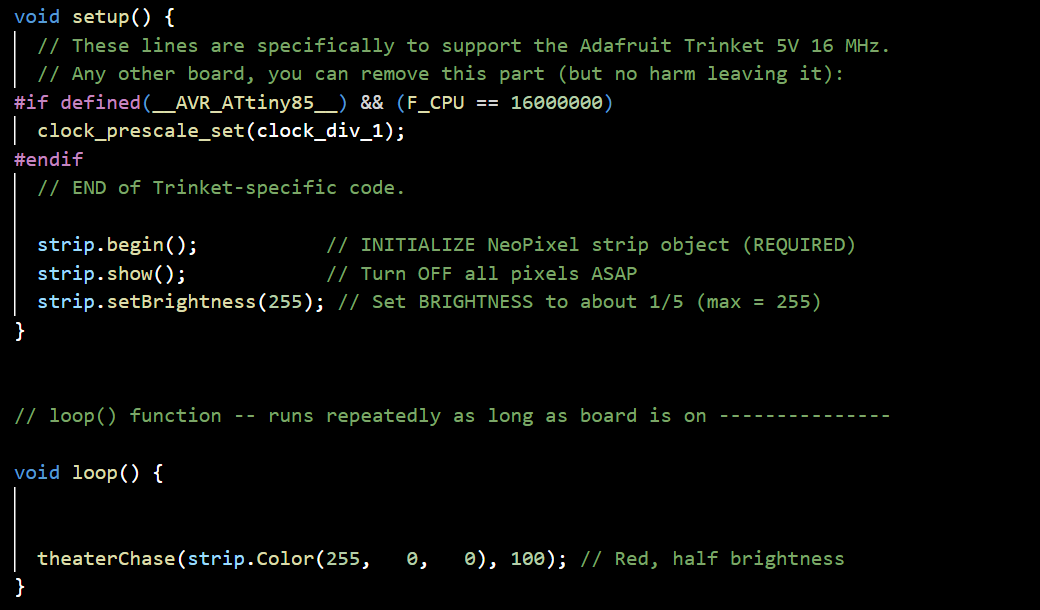 void setup() {
  // These lines are specifically to support the Adafruit Trinket 5V 16 MHz.
  // Any other board, you can remove this part (but no harm leaving it):
#if defined(__AVR_ATtiny85__) && (F_CPU == 16000000)
  clock_prescale_set(clock_div_1);
#endif
  // END of Trinket-specific code.
  strip.begin();           // INITIALIZE NeoPixel strip object (REQUIRED)
  strip.show();            // Turn OFF all pixels ASAP
  strip.setBrightness(255); // Set BRIGHTNESS to about 1/5 (max = 255)
}
// loop() function -- runs repeatedly as long as board is on ---------------
void loop() {
  theaterChase(strip.Color(255,   0,   0), 100); // Red, half brightness
}